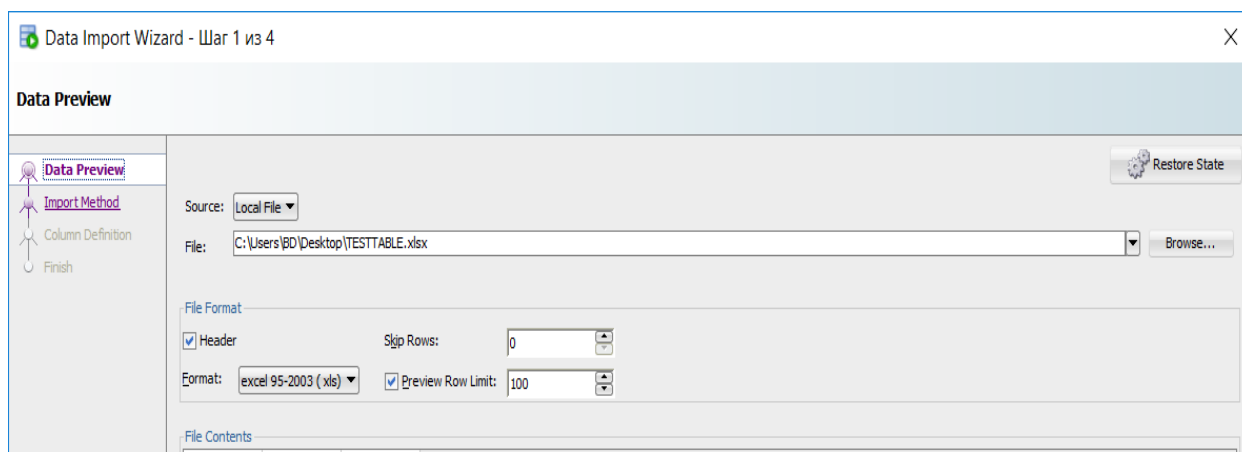 Data Import Wizard - Шаг 1 из 4
Data Preview
Data Preview
Import Method
Column Definition
Finish
Restore State
Source: Local File
File: C:\Users\BD\Desktop\TESTTABLE.xlsx Browse...
File Format
Header Skip Rows: 0
Format: excel 95-2003 ( xls) Preview Row Limit: 100
File Contents